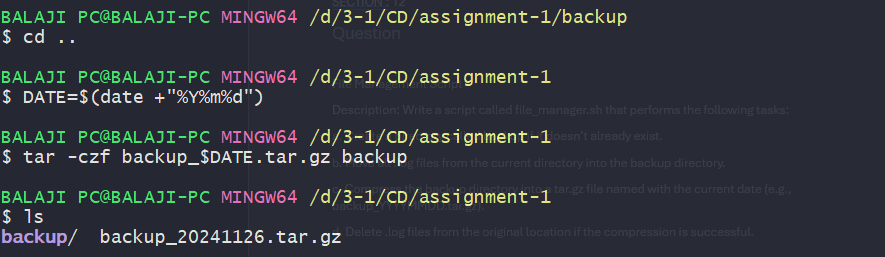 SECTION : 12
BALAJI PC@BALAJI-PC MINGW64 /d/3-1/CD/assignment-1/backup
$ cd ..
Question
BALAJI PC@BALAJI-PC MINGW64 /d/3-1/CD/assignment-1
$ DATE=$(date +"%Y%m%d")
Description: Write a script called file_manager.sh that performs the following tasks:
BALAJI PC@BALAJI-PC MINGW64 /d/3-1/CD/assignment-1
doesn't already exist.
$ tar -czf backup_$DATE.tar.gz backup
files from the current directory into the backup directory.
BALAJI PC@BALAJI-PC MINGW64 /d/3-1/CD/assignment-1
tar.gz file named with the current date (e.g.,
$ ls
backup/  backup_20241126.tar.gz
Delete .log files from the original location if the compression is successful.